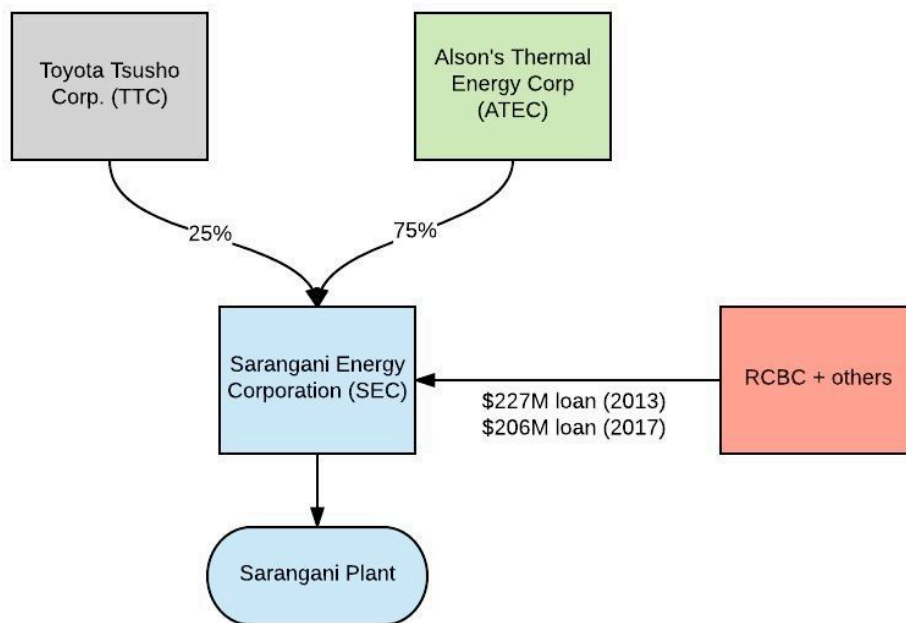 Toyota Tsusho
Corp. (TTC)
Alson's Thermal
Energy Corp
(ATEC)
25%
75%
Sarangani Energy
Corporation (SEC)
RCBC + others
$227M loan (2013)
$206M loan (2017)
Sarangani Plant